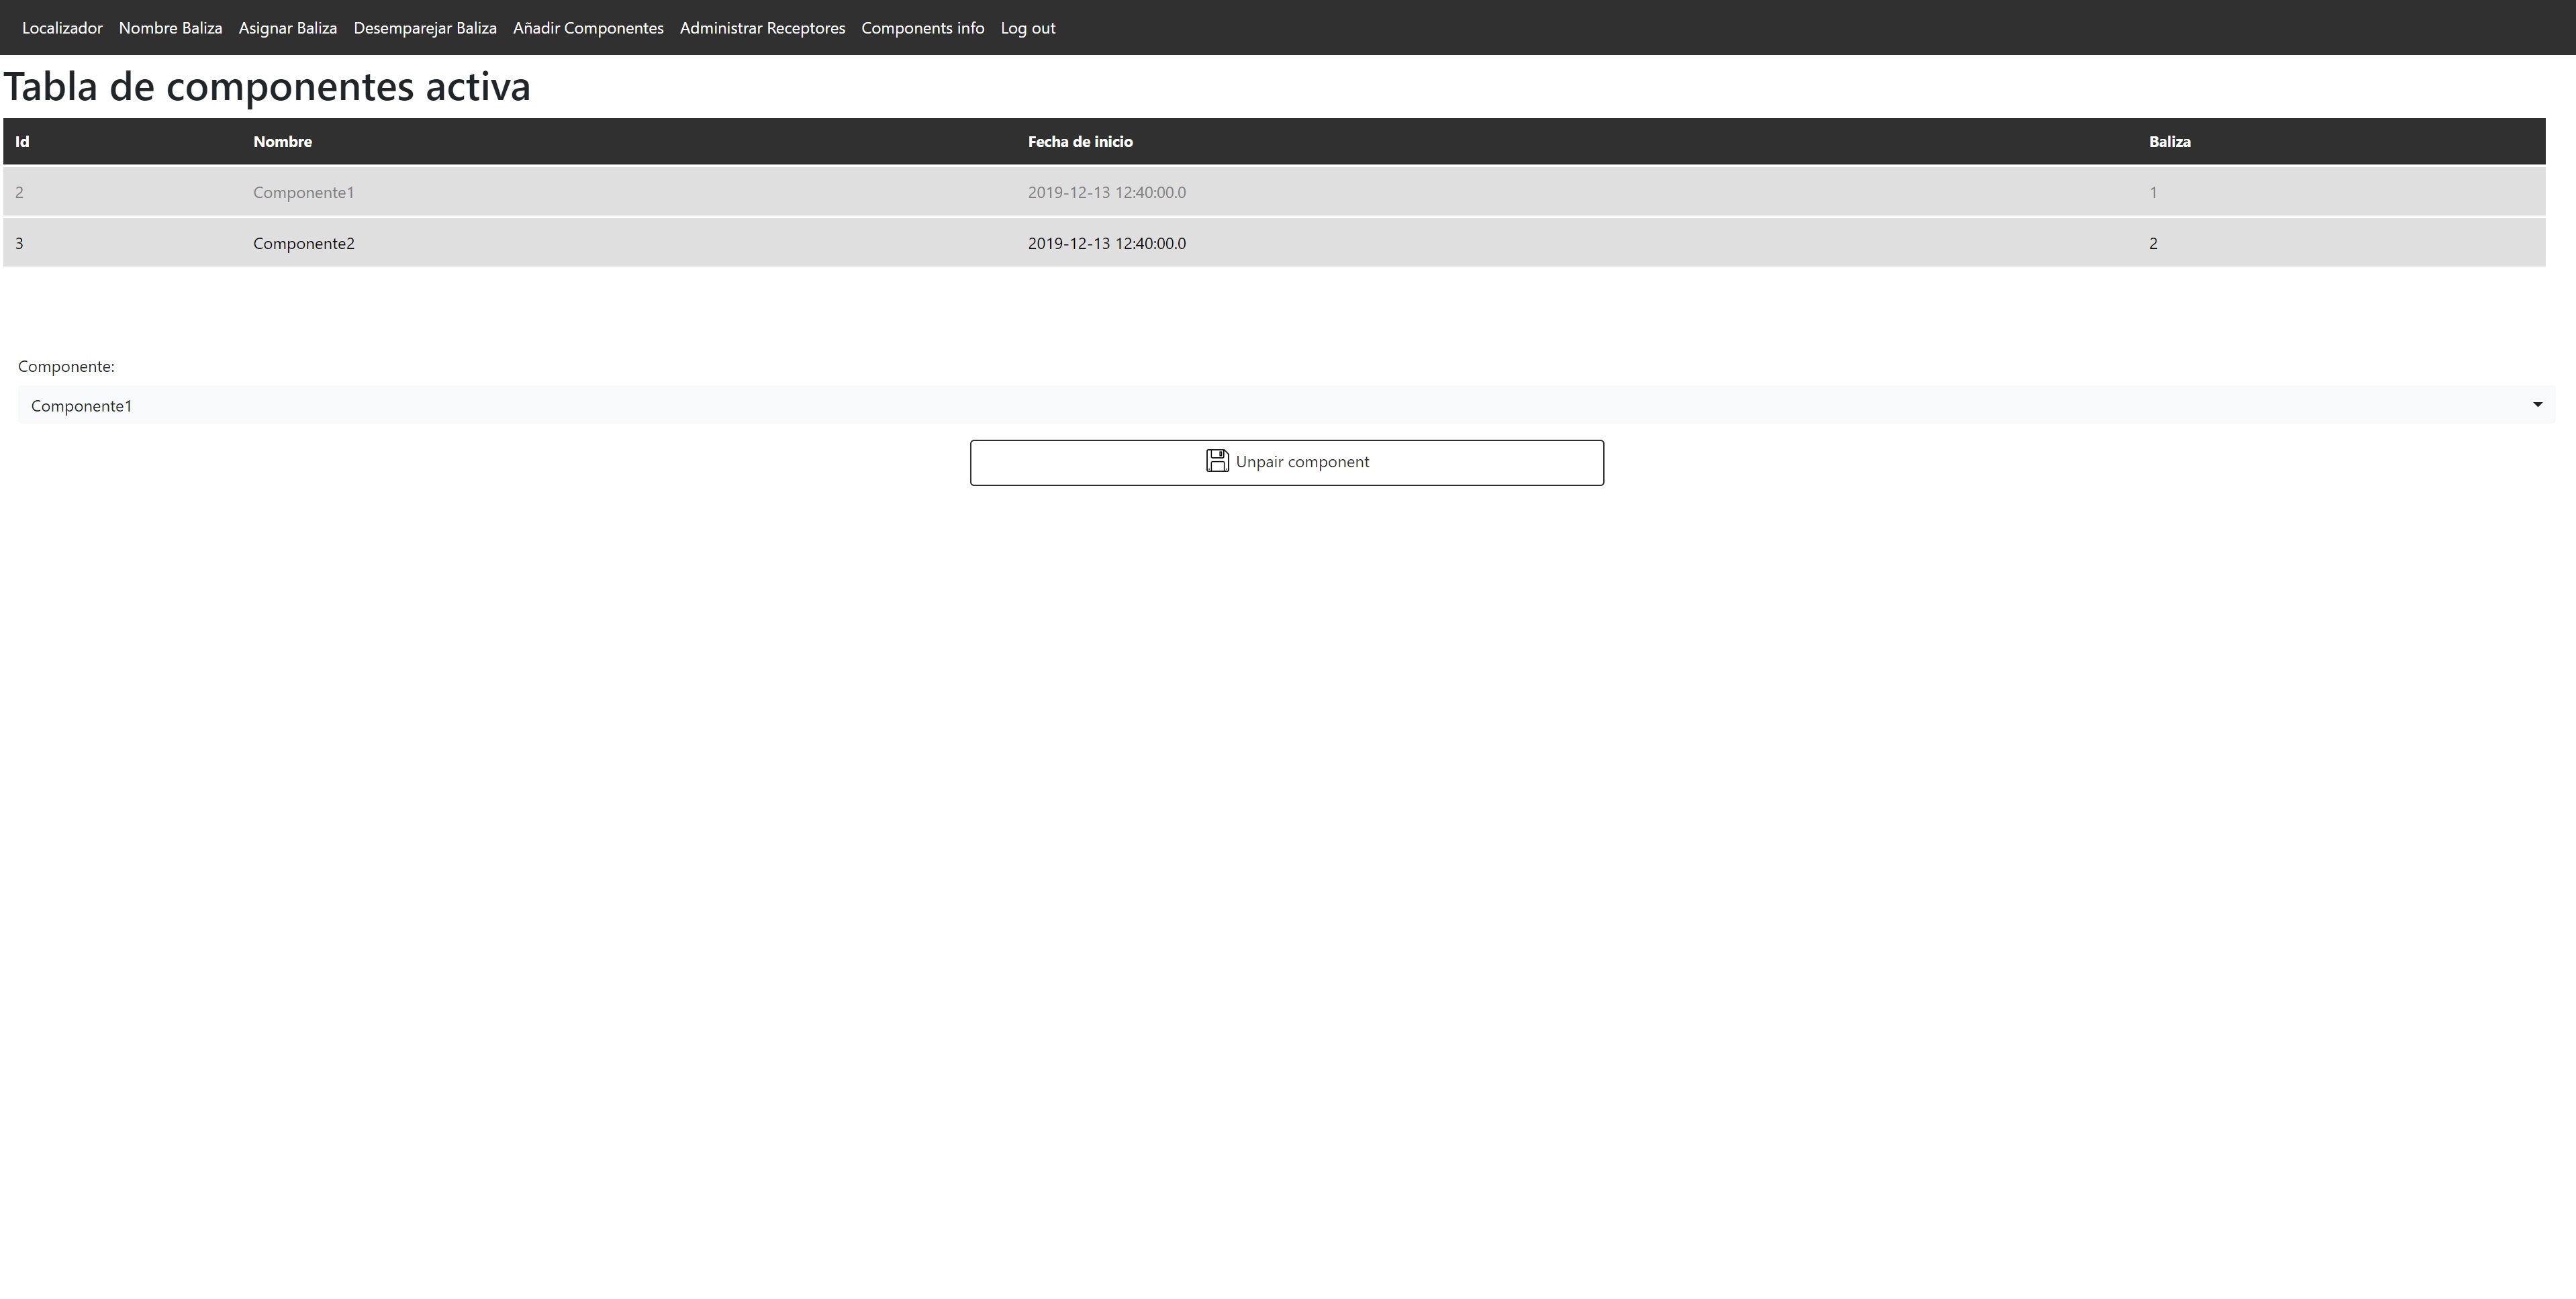 Localizador Nombre Baliza Asignar Baliza Desemparejar Baliza Añadir Componentes Administrar Receptores Components info Log out
Tabla de componentes activa
Id Nombre Fecha de inicio Baliza
2 Componente1 2019-12-13 12:40:00.0 1
3 Componente2 2019-12-13 12:40:00.0 2
Componente:
Componente1
Unpair component